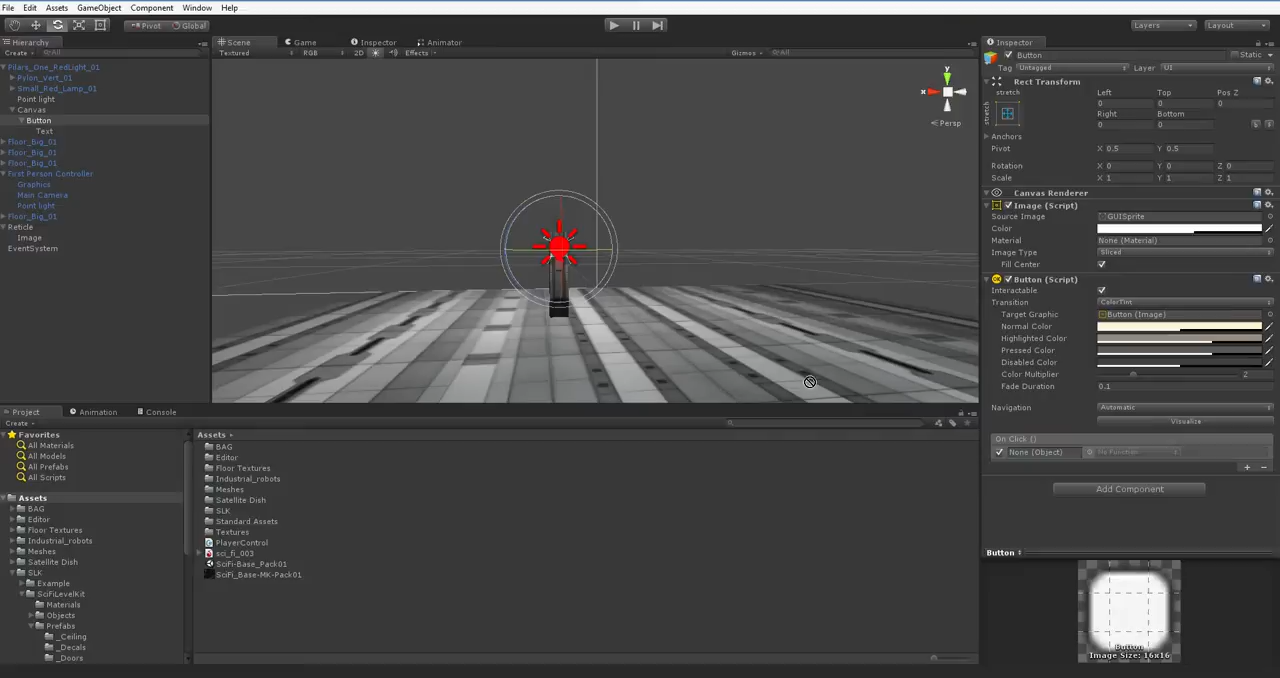 File Edit Assets GameObject Component Window Help
Pivot Global Layers Layout
Hierarchy Scene Game Inspector Animator Inspector
Create All Textured RGB 2D Effects Gizmos All
Button Static
Tag Untagged Layer UI
Pilars_One_RedLight_01
Pylon_Vert_01
Small_Red_Lamp_01
Point light
Canvas
Button
Text
Floor_Big_01
Floor_Big_01
Floor_Big_01
First Person Controller
Graphics
Main Camera
Point light
Floor_Big_01
Reticle
Image
EventSystem
y
x
Persp
Rect Transform
stretch Left Top Pos Z
stretch 0 0 0
Right Bottom
0 0
Anchors
Pivot X 0.5 Y 0.5
Rotation X 0 Y 0 Z 0
Scale X 1 Y 1 Z 1
Canvas Renderer
Image (Script)
Source Image GUISprite
Color
Material None (Material)
Image Type Sliced
Fill Center
Button (Script)
Interactable
Transition ColorTint
Target Graphic Button (Image)
Normal Color
Highlighted Color
Pressed Color
Disabled Color
Color Multiplier 2
Fade Duration 0.1
Navigation Automatic
Visualize
On Click ()
None (Object) No Function
Add Component
Button
Button
Image Size: 16x16
Project Animation Console
Create
Favorites
All Materials
All Models
All Prefabs
All Scripts
Assets
BAG
Editor
Floor Textures
Industrial_robots
Meshes
Satellite Dish
SLK
Example
SciFiLevelKit
Materials
Objects
Prefabs
_Ceiling
_Decals
_Doors
Assets
BAG
Editor
Floor Textures
Industrial_robots
Meshes
Satellite Dish
SLK
Standard Assets
Textures
PlayerControl
sci_fi_003
SciFi-Base_Pack01
SciFi_Base-MK-Pack01